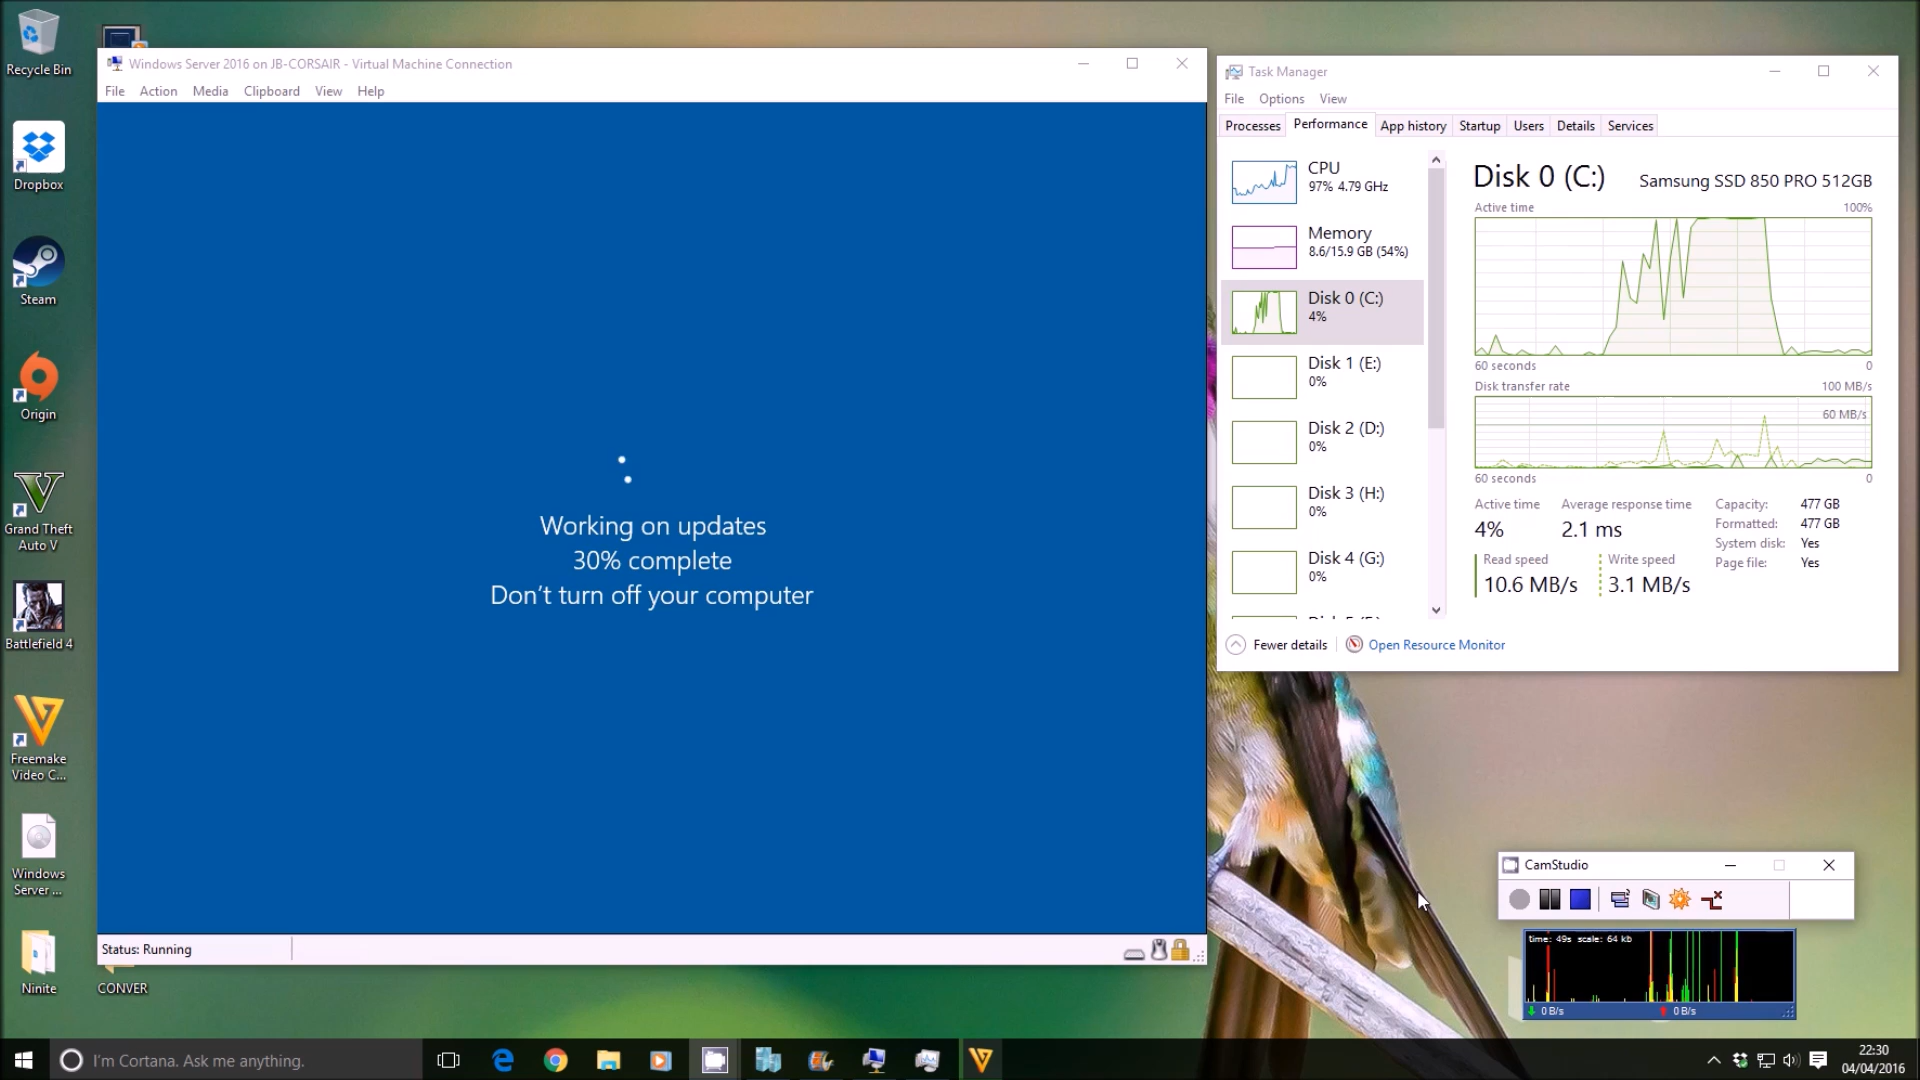 Recycle Bin
Dropbox
Steam
Origin
Grand Theft
Auto V
Battlefield 4
Freemake
Video C...
Windows
Server ...
Ninite
CONVER
Windows Server 2016 on JB-CORSAIR - Virtual Machine Connection
File Action Media Clipboard View Help
Working on updates
30% complete
Don't turn off your computer
Status: Running
Task Manager
File Options View
Processes Performance App history Startup Users Details Services
CPU
97% 4.79 GHz
Memory
8.6/15.9 GB (54%)
Disk 0 (C:)
4%
Disk 1 (E:)
0%
Disk 2 (D:)
0%
Disk 3 (H:)
0%
Disk 4 (G:)
0%
Disk 0 (C:) Samsung SSD 850 PRO 512GB
Active time 100%
60 seconds 0
Disk transfer rate 100 MB/s
60 MB/s
60 seconds 0
Active time Average response time
4% 2.1 ms
Read speed Write speed
10.6 MB/s 3.1 MB/s
Capacity: 477 GB
Formatted: 477 GB
System disk: Yes
Page file: Yes
Fewer details Open Resource Monitor
CamStudio
time: 49s scale: 64 kb
0 B/s 0 B/s
I'm Cortana. Ask me anything.
22:30
04/04/2016